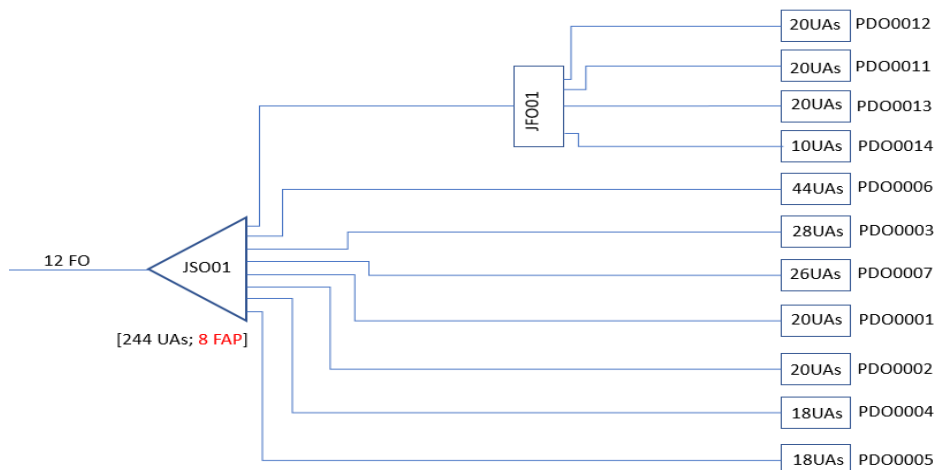 20UAs PDO0012
20UAs PDO0011
JFO01
20UAs PDO0013
10UAs PDO0014
44UAs PDO0006
28UAs PDO0003
12 FO
JSO01
26UAs PDO0007
20UAs PDO0001
[244 UAs; 8 FAP]
20UAs PDO0002
18UAs PDO0004
18UAs PDO0005